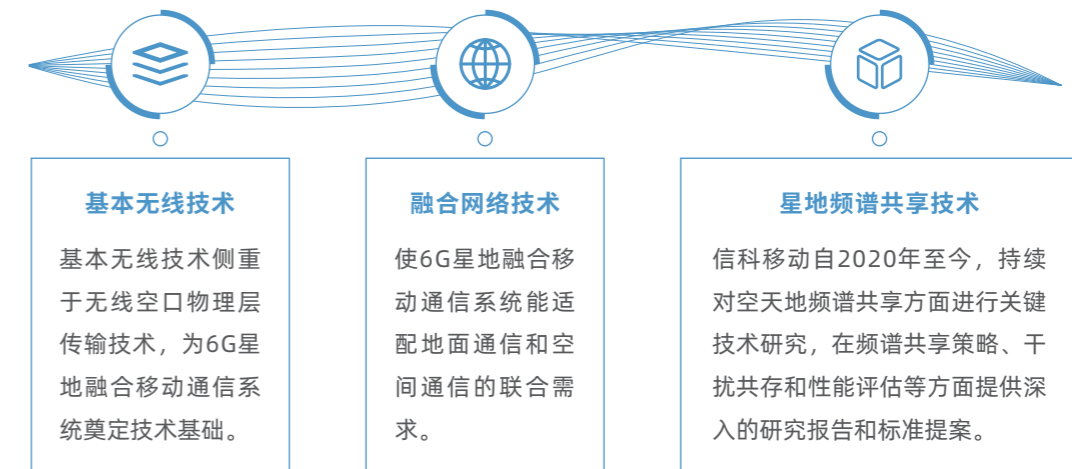 基本无线技术
基本无线技术侧重
于无线空口物理层
传输技术，为6G星
地融合移动通信系
统奠定技术基础。
融合网络技术
使6G星地融合移
动通信系统能适
配地面通信和空
间通信的联合需
求。
星地频谱共享技术
信科移动自2020年至今，持续
对空天地频谱共享方面进行关键
技术研究，在频谱共享策略、干
扰共存和性能评估等方面提供深
入的研究报告和标准提案。